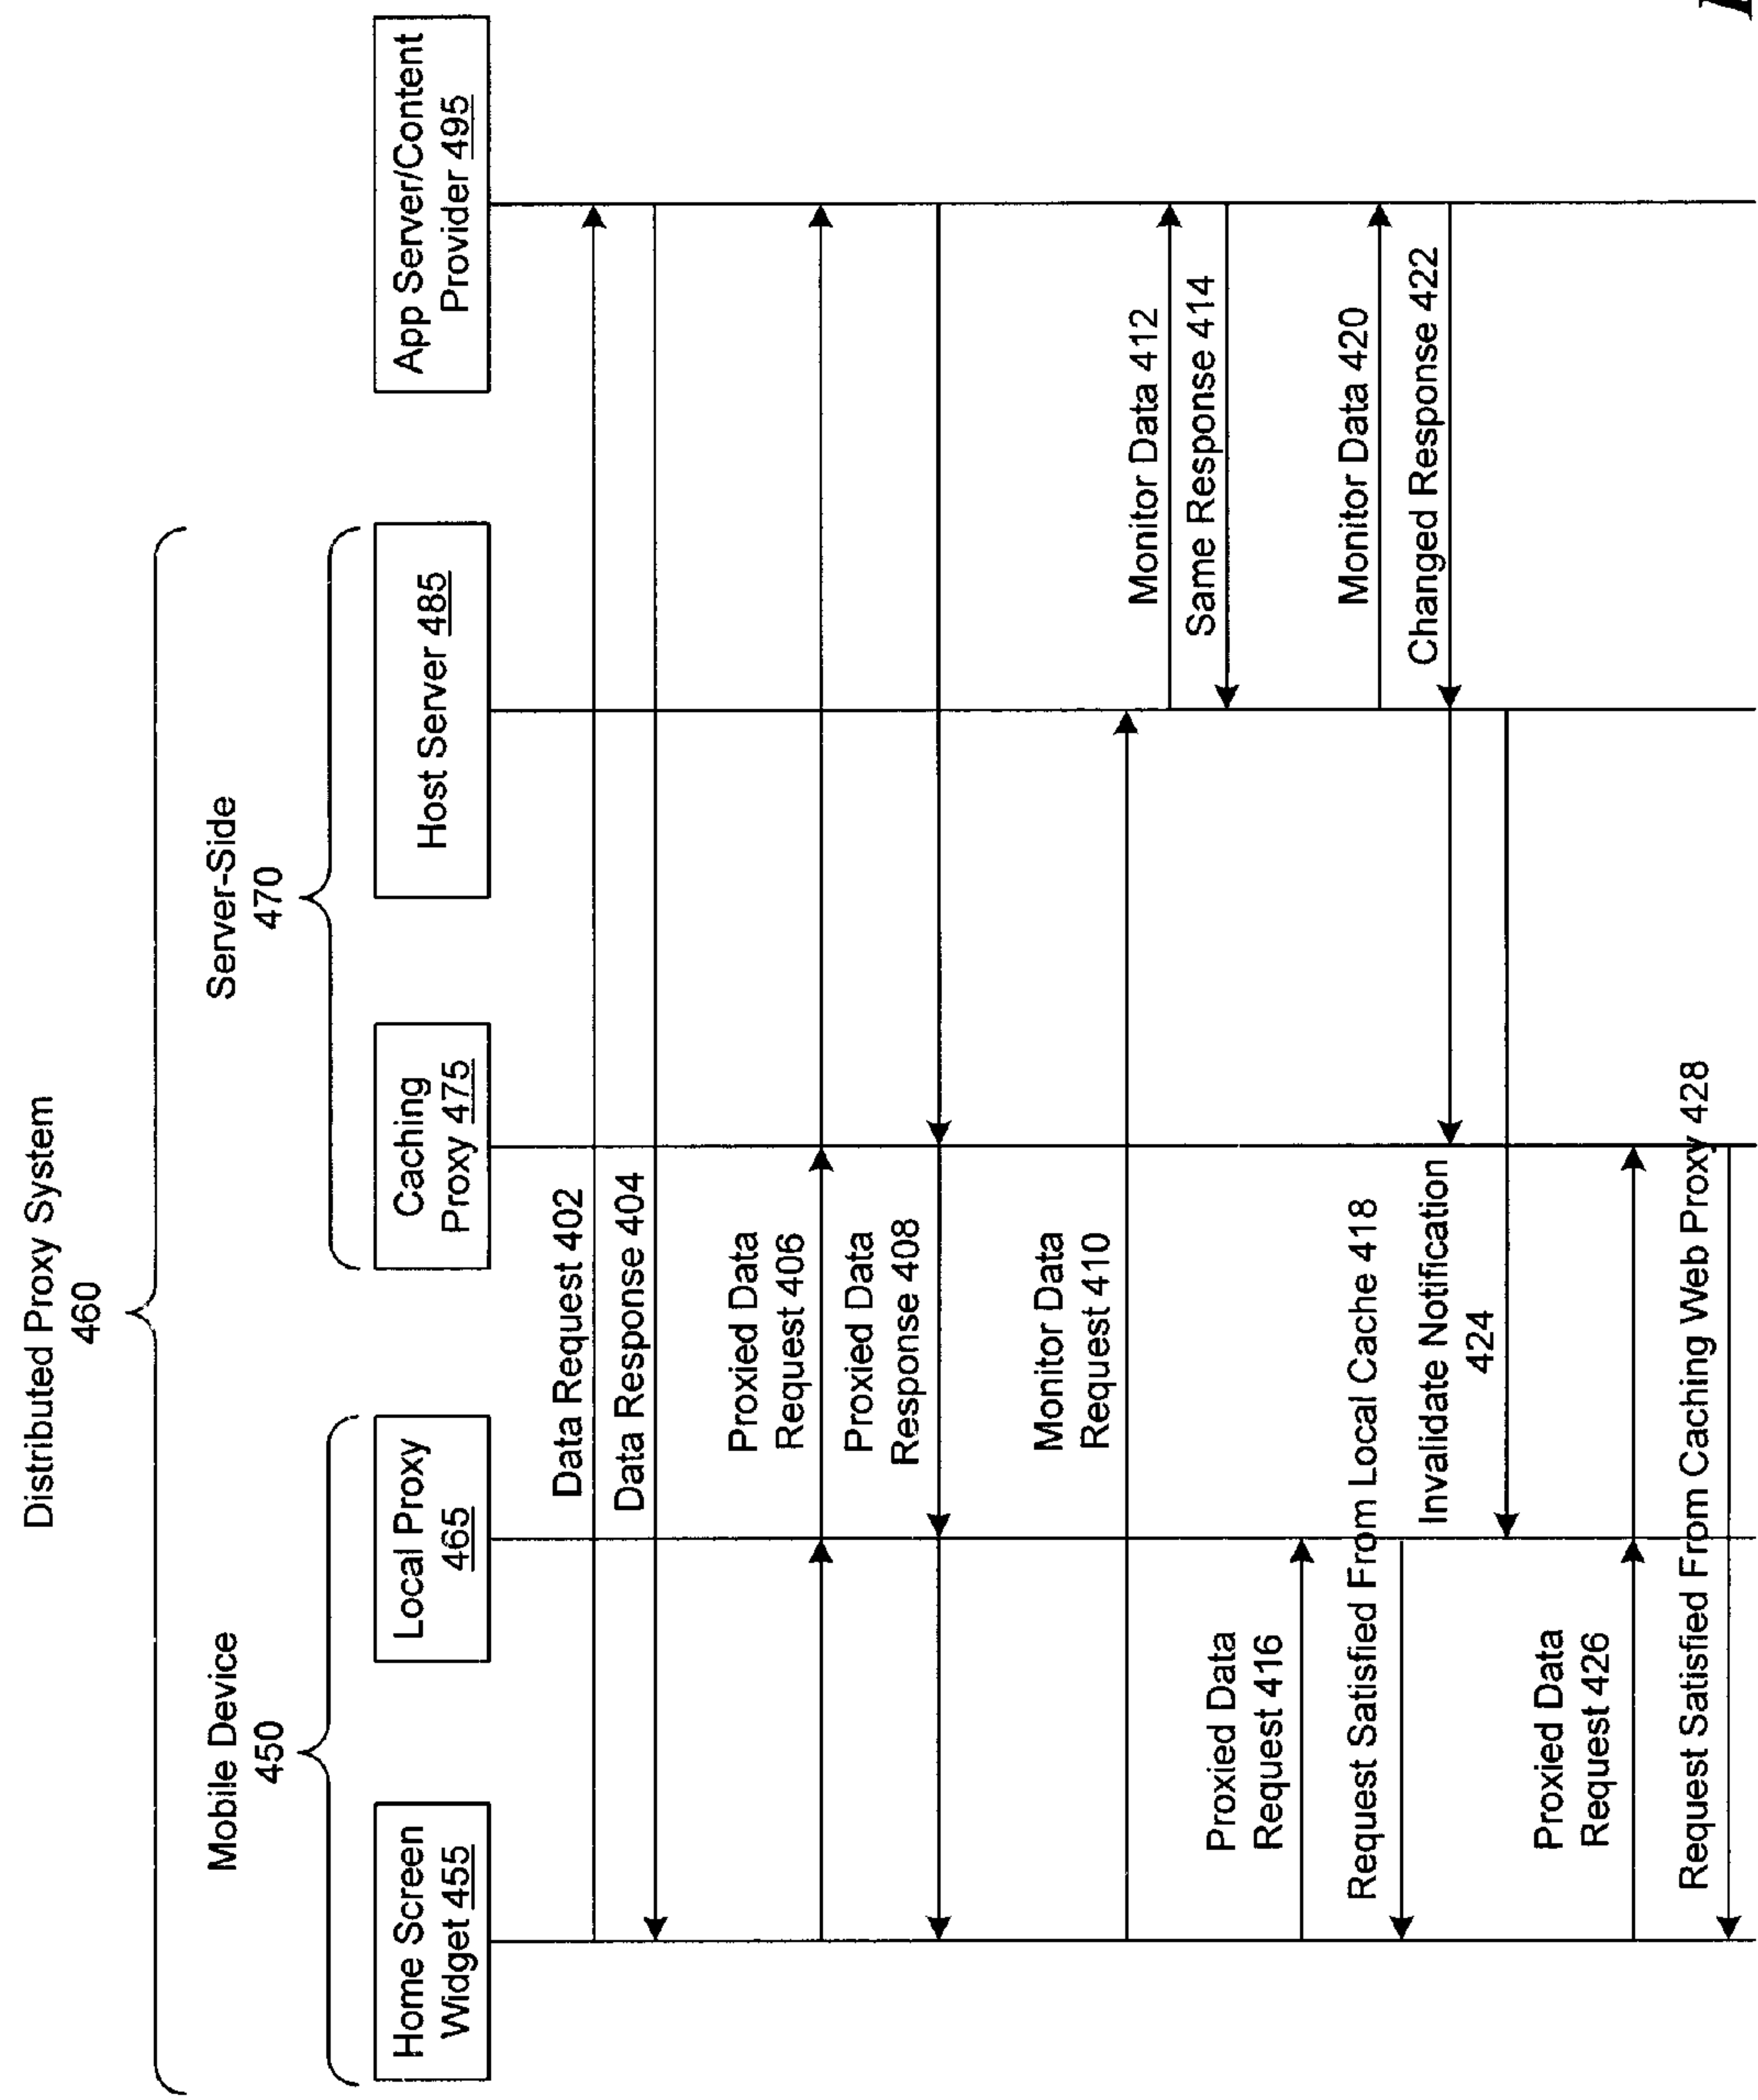 Distributed Proxy System
460
Mobile Device
450
Server-Side
470
Home Screen
Widget 455
Local Proxy
465
Caching
Proxy 475
Host Server 485
App Server/Content
Provider 495
Data Request 402
Data Response 404
Proxied Data
Request 406
Proxied Data
Response 408
Monitor Data
Request 410
Monitor Data 412
Same Response 414
Proxied Data
Request 416
Request Satisfied From Local Cache 418
Monitor Data 420
Changed Response 422
Invalidate Notification
424
Proxied Data
Request 426
Request Satisfied From Caching Web Proxy 428